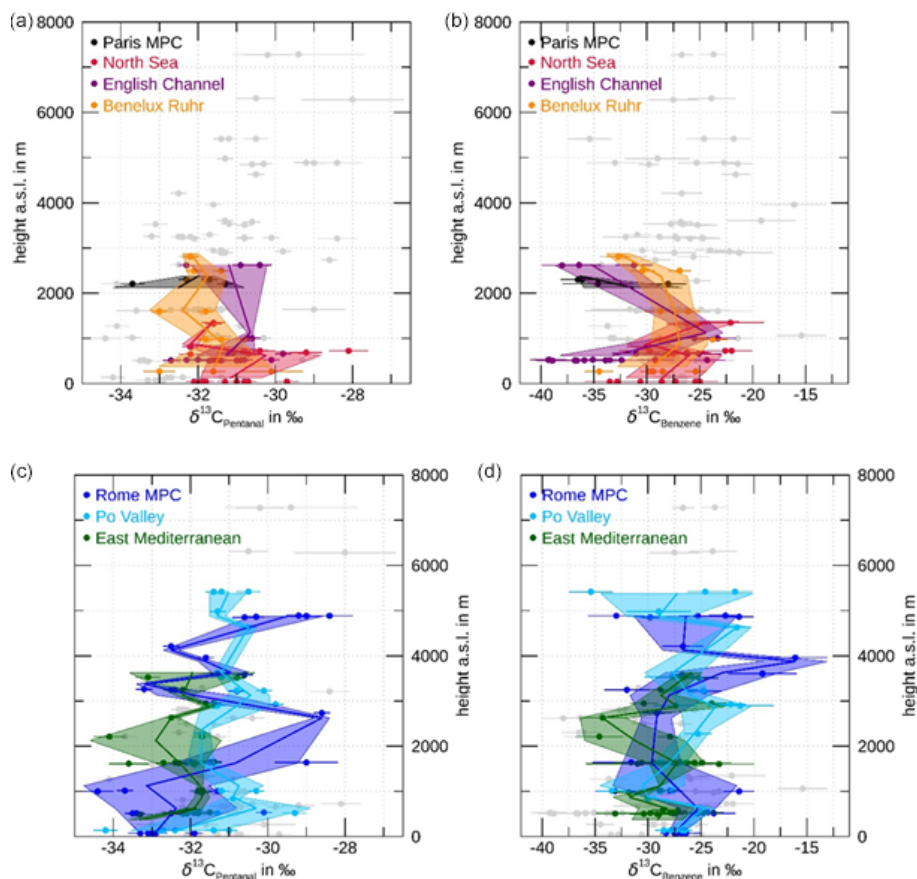 (a)
(b)
8000
6000
4000
2000
0
height a.s.l. in m
Paris MPC
North Sea
English Channel
Benelux Ruhr
-34 -32 -30 -28
δ¹³C_Pentanal in ‰
8000
6000
4000
2000
0
height a.s.l. in m
Paris MPC
North Sea
English Channel
Benelux Ruhr
-40 -35 -30 -25 -20 -15
δ¹³C_Benzene in ‰
(c)
(d)
Rome MPC
Po Valley
East Mediterranean
8000
6000
4000
2000
0
height a.s.l. in m
-34 -32 -30 -28
δ¹³C_Pentanal in ‰
Rome MPC
Po Valley
East Mediterranean
8000
6000
4000
2000
0
height a.s.l. in m
-40 -35 -30 -25 -20 -15
δ¹³C_Benzene in ‰